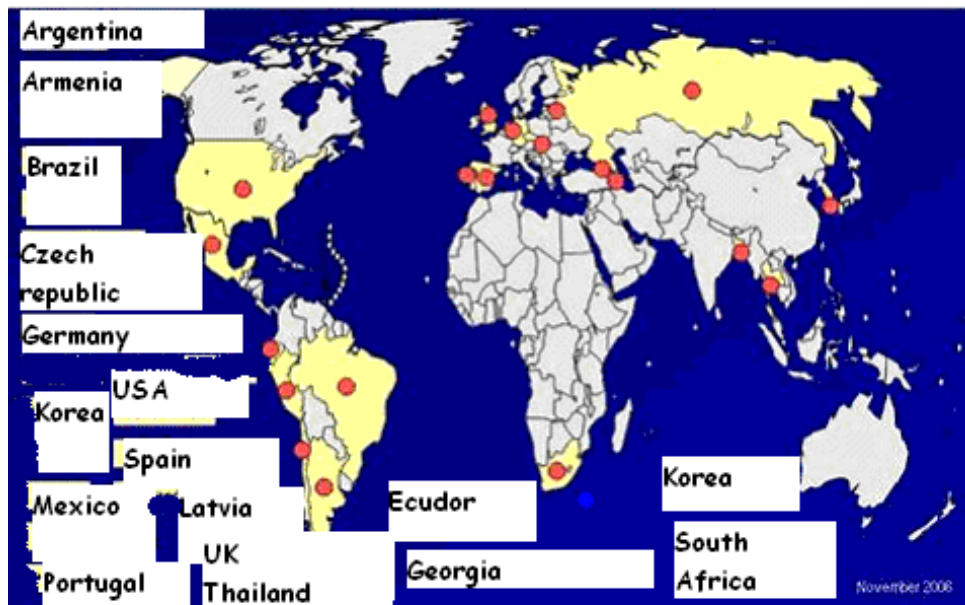 Argentina
Armenia
Brazil
Czech
republic
Germany
USA
Korea
Spain
Mexico
Latvia
Ecudor
Korea
UK
Thailand
Georgia
South
Africa
Portugal
November 2006